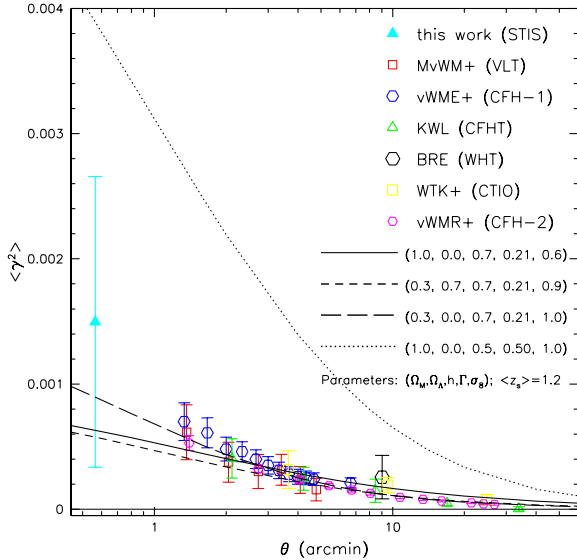 0.004
0.003
0.002
0.001
0
<γ²>
1
10
θ (arcmin)
this work (STIS)
MvWM+ (VLT)
vWME+ (CFH-1)
KWL (CFHT)
BRE (WHT)
WTK+ (CTIO)
vWMR+ (CFH-2)
(1.0, 0.0, 0.7, 0.21, 0.6)
(0.3, 0.7, 0.7, 0.21, 0.9)
(0.3, 0.0, 0.7, 0.21, 1.0)
(1.0, 0.0, 0.5, 0.50, 1.0)
Parameters: (Ω_M,Ω_Λ,h,Γ,σ_8); <z_s>=1.2